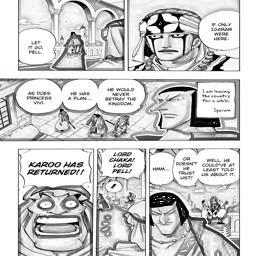 LET
IT GO,
PELL.
IF ONLY
IGARAM
WERE
HERE.
AS DOES
PRINCESS
VIVI.
HE HAS
A PLAN...
HE WOULD
NEVER
BETRAY THE
KINGDOM.
I am leaving
the country
for a while.
Igaram
KAROO HAS
RETURNED!!
LORD
CHAKA!
LORD
PELL!
HMM...
OR
DOESN'T
HE
TRUST
US?
WELL, HE
COULD'VE AT
LEAST TOLD
US ABOUT IT.